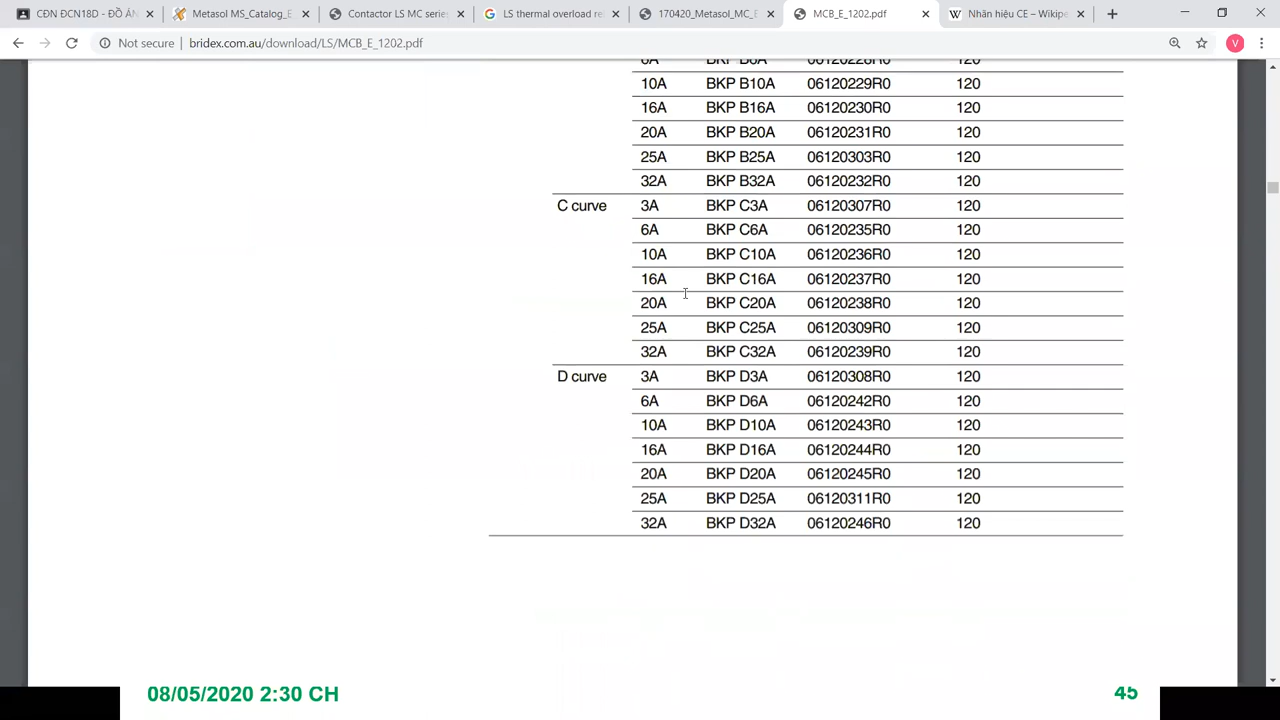 CĐN ĐCN18D - ĐỒ ÁN
Metasol MS_Catalog_E
Contactor LS MC series
LS thermal overload re
170420_Metasol_MC_E
MCB_E_1202.pdf
Nhãn hiệu CE – Wikipe
Not secure
bridex.com.au/download/LS/MCB_E_1202.pdf
V
10A BKP B10A 06120229R0 120
16A BKP B16A 06120230R0 120
20A BKP B20A 06120231R0 120
25A BKP B25A 06120303R0 120
32A BKP B32A 06120232R0 120
C curve 3A BKP C3A 06120307R0 120
6A BKP C6A 06120235R0 120
10A BKP C10A 06120236R0 120
16A BKP C16A 06120237R0 120
20A BKP C20A 06120238R0 120
25A BKP C25A 06120309R0 120
32A BKP C32A 06120239R0 120
D curve 3A BKP D3A 06120308R0 120
6A BKP D6A 06120242R0 120
10A BKP D10A 06120243R0 120
16A BKP D16A 06120244R0 120
20A BKP D20A 06120245R0 120
25A BKP D25A 06120311R0 120
32A BKP D32A 06120246R0 120
08/05/2020 2:30 CH
45